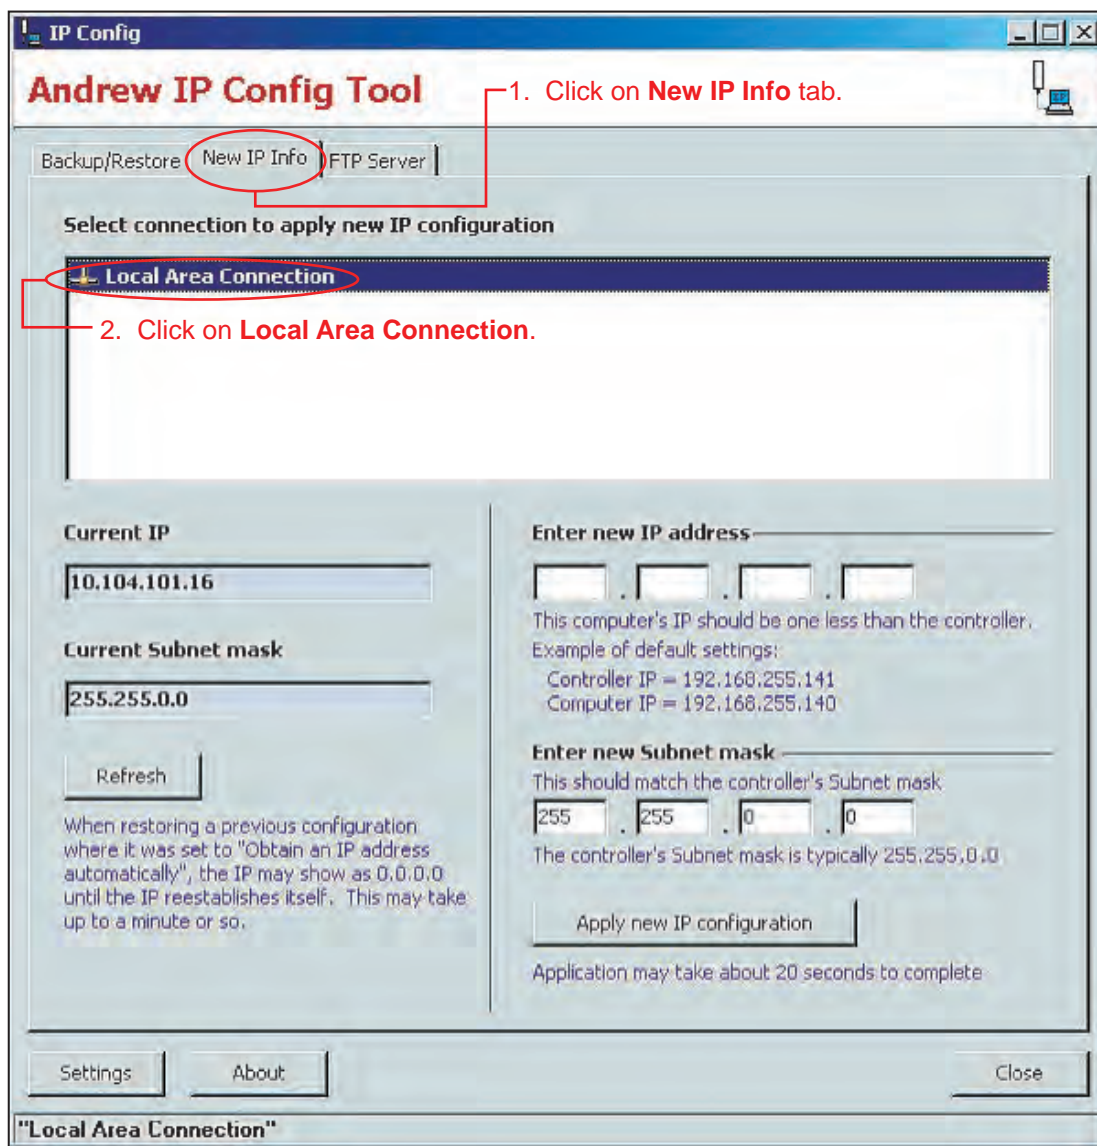 IP Config
Andrew IP Config Tool
1. Click on New IP Info tab.
Backup/Restore
New IP Info
FTP Server
Select connection to apply new IP configuration
Local Area Connection
2. Click on Local Area Connection.
Current IP
10.104.101.16
Current Subnet mask
255.255.0.0
Refresh
When restoring a previous configuration
where it was set to "Obtain an IP address
automatically", the IP may show as 0.0.0.0
until the IP reestablishes itself. This may take
up to a minute or so.
Enter new IP address
. . .
This computer's IP should be one less than the controller.
Example of default settings:
Controller IP = 192.168.255.141
Computer IP = 192.168.255.140
Enter new Subnet mask
This should match the controller's Subnet mask
255 . 255 . 0 . 0
The controller's Subnet mask is typically 255.255.0.0
Apply new IP configuration
Application may take about 20 seconds to complete
Settings
About
Close
"Local Area Connection"